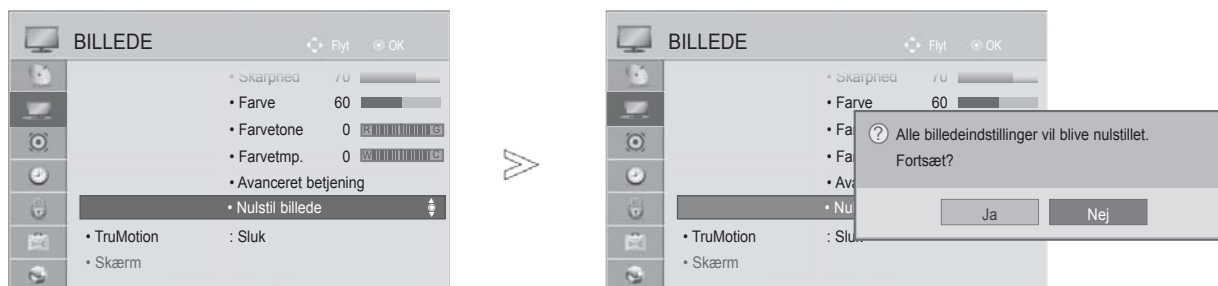 BILLEDE
Flyt OK
• Skarphed 70
• Farve 60
• Farvetone 0 R G
• Farvetmp. 0 W C
• Avanceret betjening
• Nulstil billede
• TruMotion : Sluk
• Skærm
BILLEDE
Flyt OK
• Skarphed 70
• Farve 60
• Fa
• Fa
• Av
• Nu
• TruMotion : Sluk
• Skærm
? Alle billedeindstillinger vil blive nulstillet.
Fortsæt?
Ja Nej